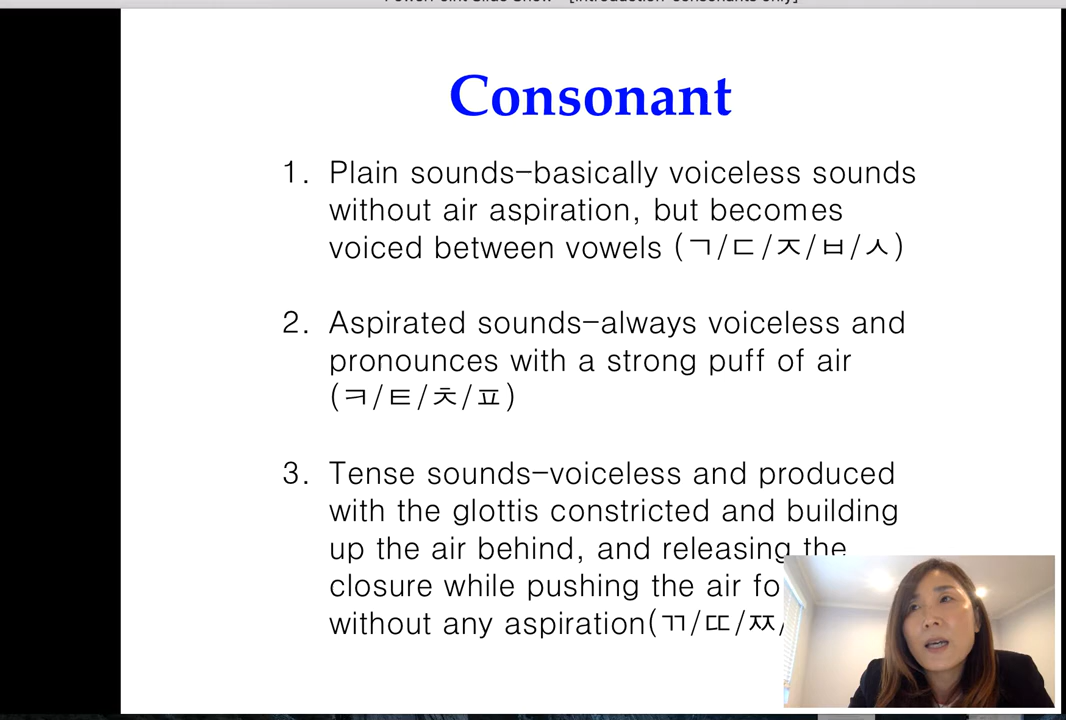 Consonant
1. Plain sounds–basically voiceless sounds
without air aspiration, but becomes
voiced between vowels (ㄱ/ㄷ/ㅈ/ㅂ/ㅅ)
2. Aspirated sounds–always voiceless and
pronounces with a strong puff of air
(ㅋ/ㅌ/ㅊ/ㅍ)
3. Tense sounds–voiceless and produced
with the glottis constricted and building
up the air behind, and releasing the
closure while pushing the air fo
without any aspiration(ㄲ/ㄸ/ㅉ/